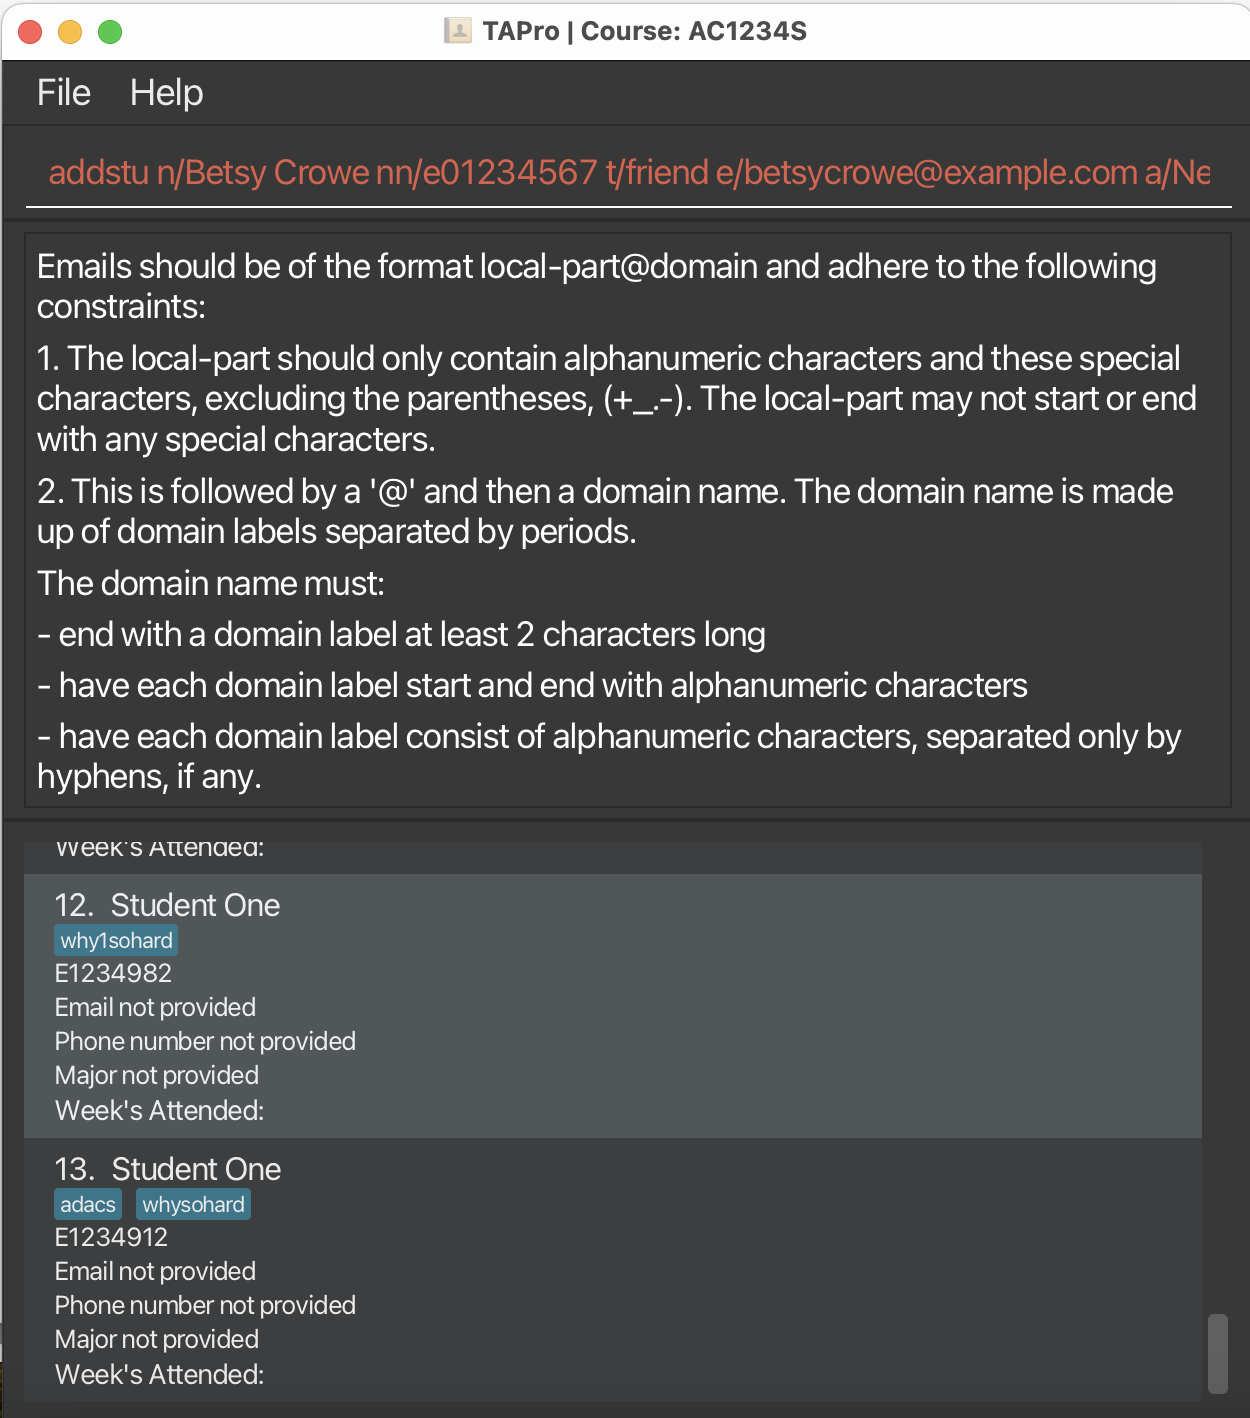 TAPro | Course: AC1234S
File Help
addstu n/Betsy Crowe nn/e01234567 t/friend e/betsycrowe@example.com a/Ne
Emails should be of the format local-part@domain and adhere to the following
constraints:
1. The local-part should only contain alphanumeric characters and these special
characters, excluding the parentheses, (+_.-). The local-part may not start or end
with any special characters.
2. This is followed by a '@' and then a domain name. The domain name is made
up of domain labels separated by periods.
The domain name must:
- end with a domain label at least 2 characters long
- have each domain label start and end with alphanumeric characters
- have each domain label consist of alphanumeric characters, separated only by
hyphens, if any.
Week's Attended:
12. Student One
why1sohard
E1234982
Email not provided
Phone number not provided
Major not provided
Week's Attended:
13. Student One
adacs whysohard
E1234912
Email not provided
Phone number not provided
Major not provided
Week's Attended: